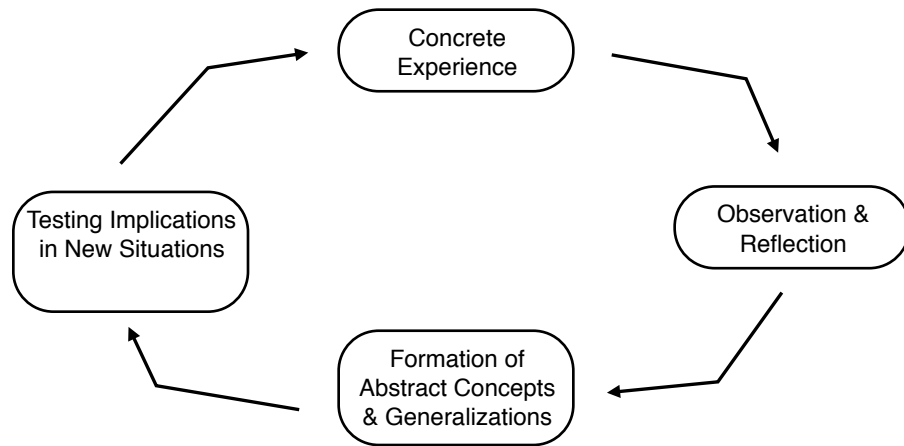 Concrete
Experience
Observation &
Reflection
Formation of
Abstract Concepts
& Generalizations
Testing Implications
in New Situations